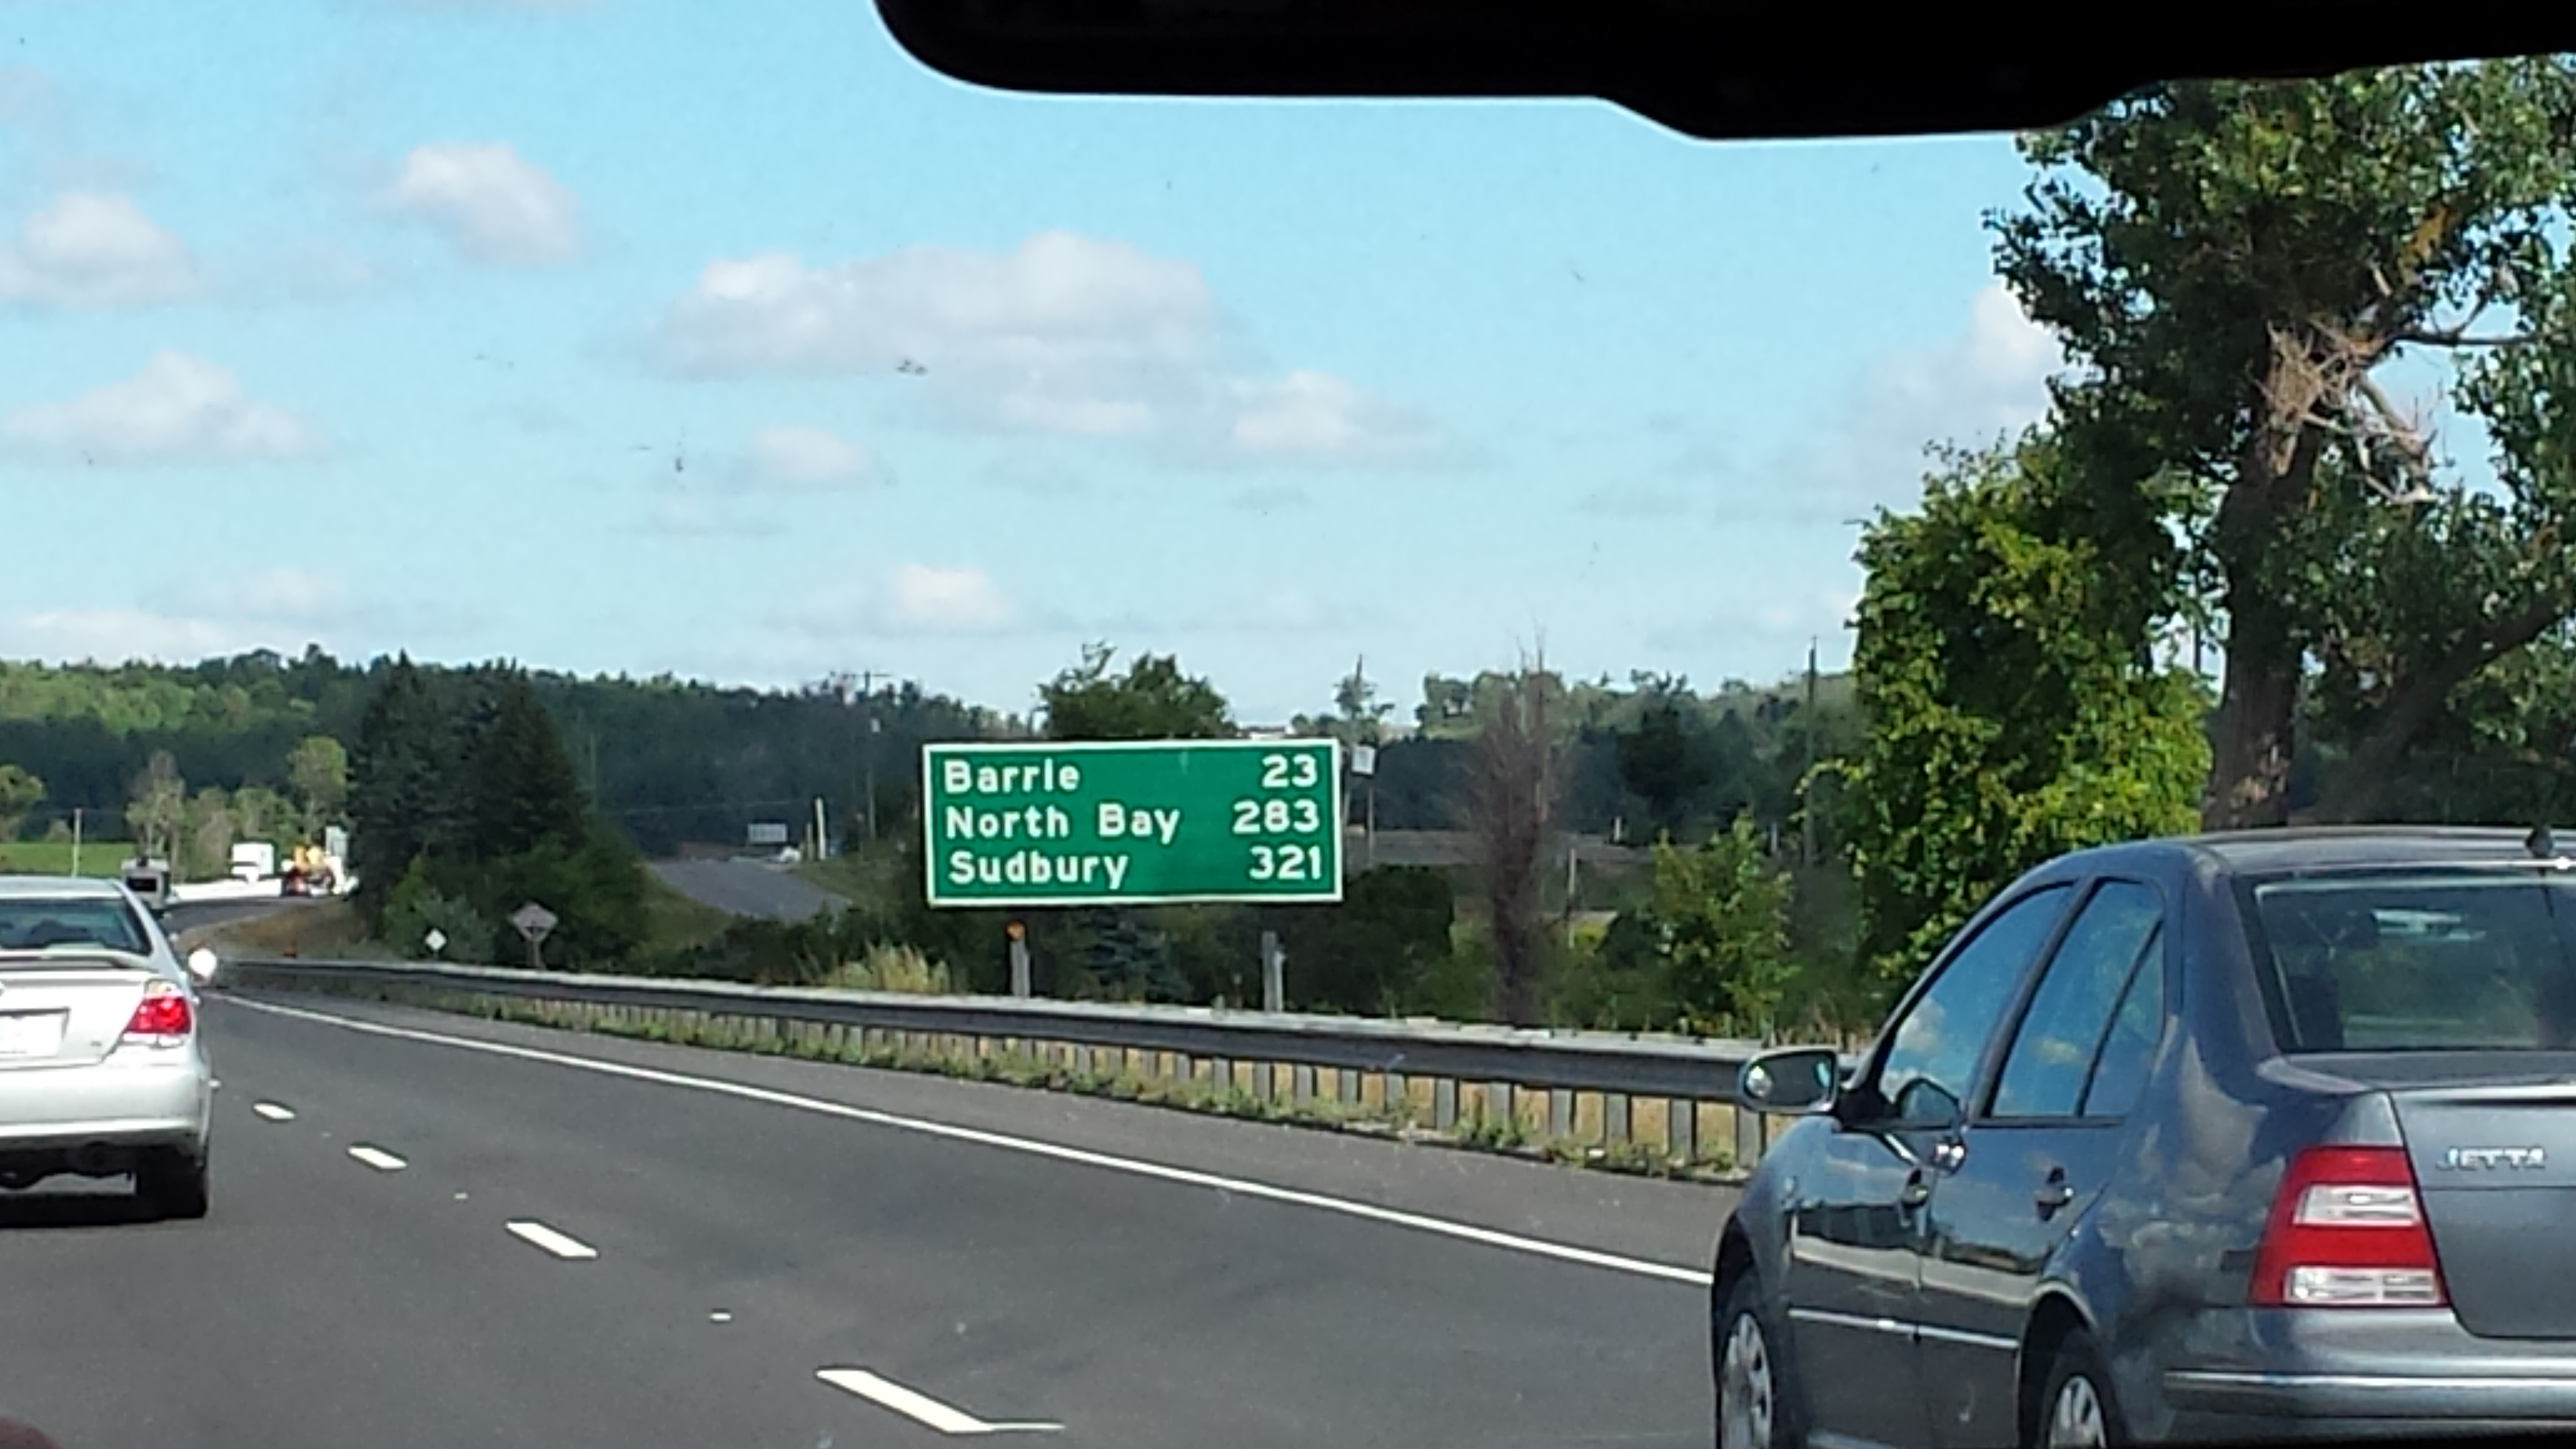 Barrie 23
North Bay 283
Sudbury 321
JETTA